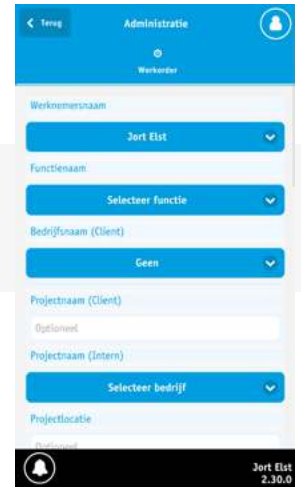 Terug
Administratie
Werkorder
Werknemersnaam
Jort Elst
Functienaam
Selecteer functie
Bedrijfsnaam (Client)
Geen
Projectnaam (Client)
Optioneel
Projectnaam (Intern)
Selecteer bedrijf
Projectlocatie
Optioneel
Jort Elst
2.30.0